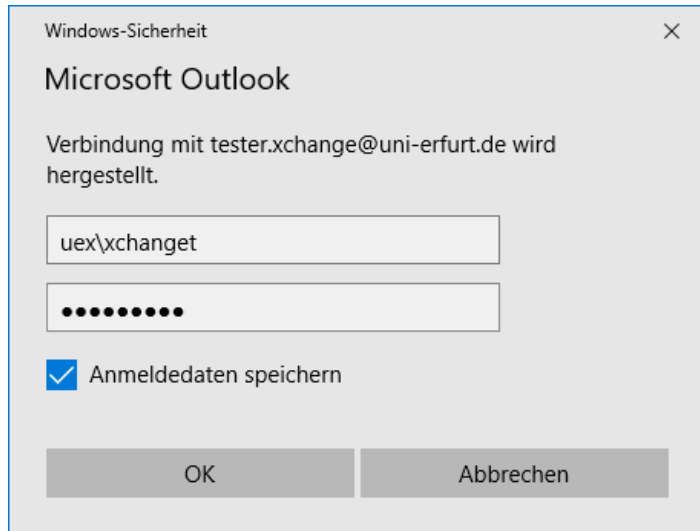 Windows-Sicherheit
Microsoft Outlook
Verbindung mit tester.xchange@uni-erfurt.de wird
hergestellt.
uex\xchanget
●●●●●●●●●
Anmeldedaten speichern
OK
Abbrechen